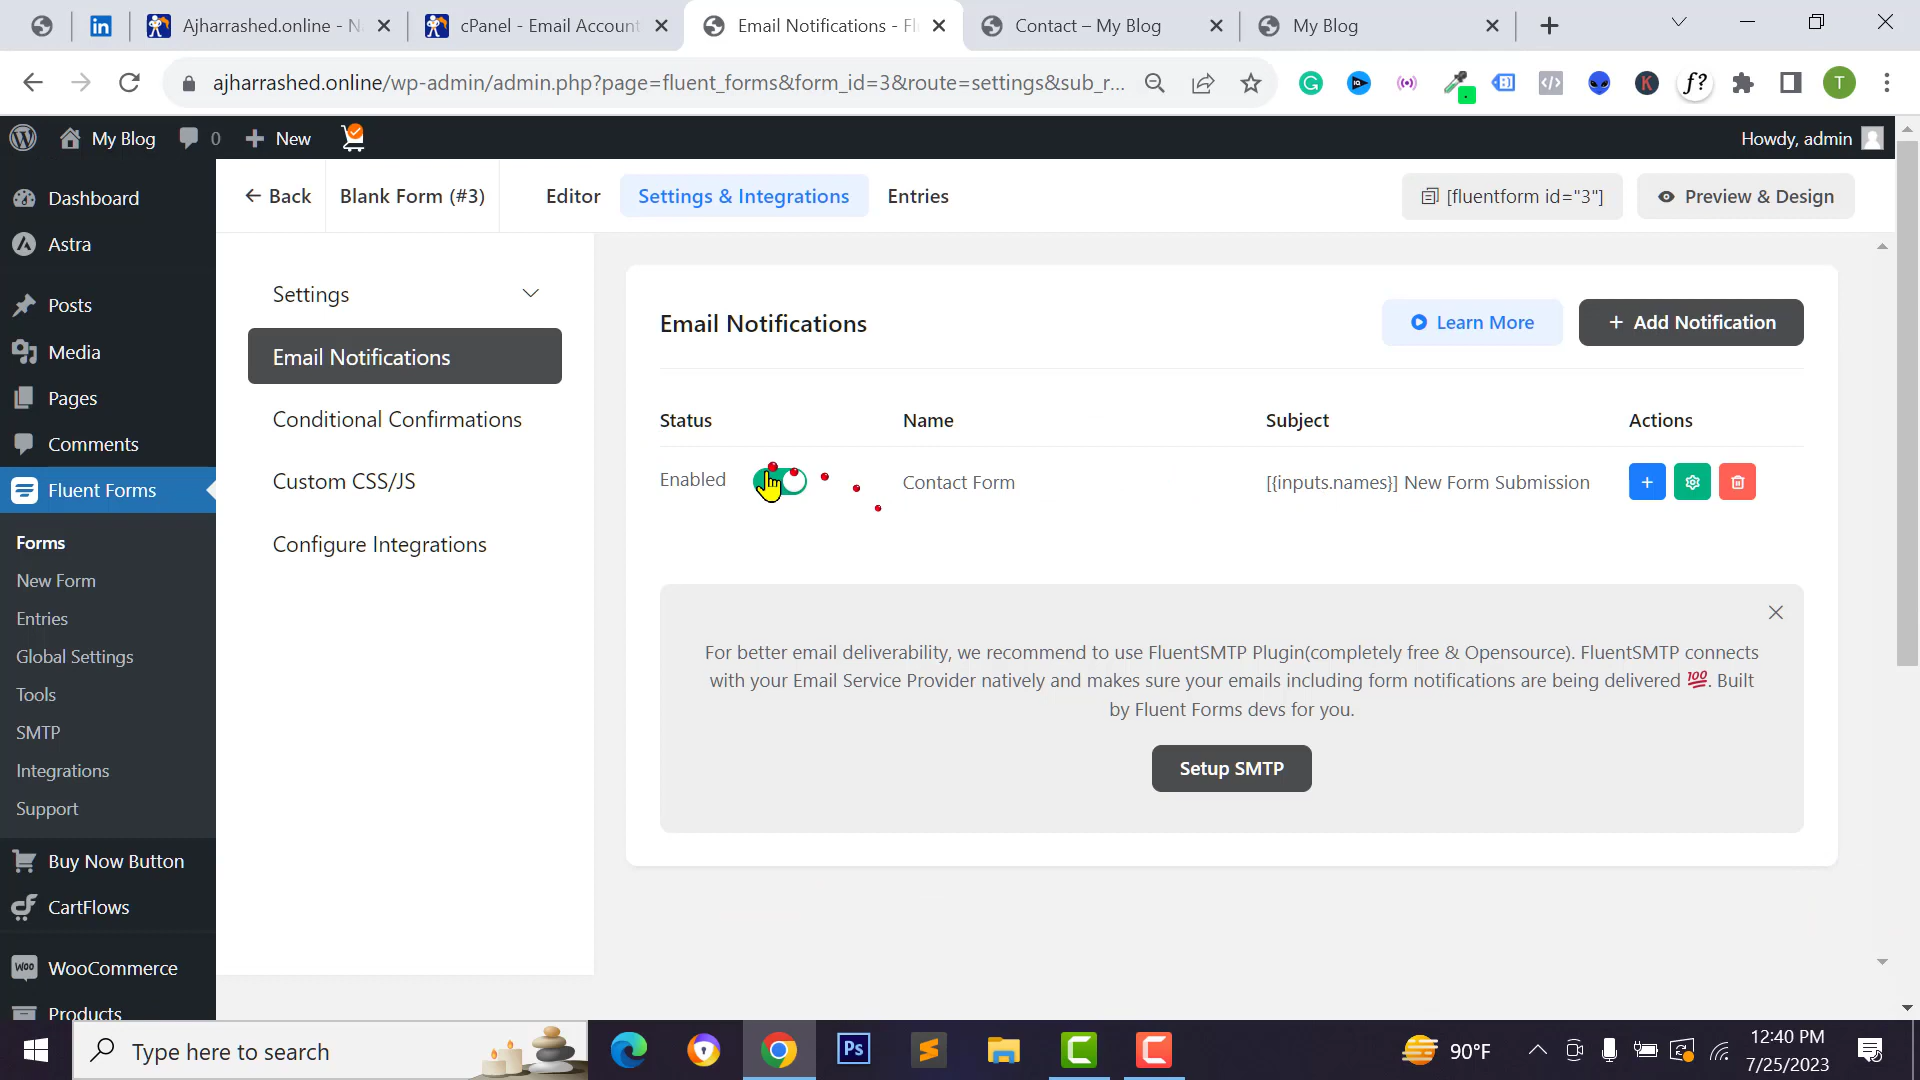 Ajharrashed.online - N
cPanel - Email Account
Email Notifications - Fl
Contact – My Blog
My Blog
ajharrashed.online/wp-admin/admin.php?page=fluent_forms&form_id=3&route=settings&sub_r...
T
My Blog
0
New
Howdy, admin
Dashboard
Astra
Posts
Media
Pages
Comments
Fluent Forms
Forms
New Form
Entries
Global Settings
Tools
SMTP
Integrations
Support
Buy Now Button
CartFlows
WooCommerce
Products
Back
Blank Form (#3)
Editor
Settings & Integrations
Entries
[fluentform id="3"]
Preview & Design
Settings
Email Notifications
Conditional Confirmations
Custom CSS/JS
Configure Integrations
Email Notifications
Learn More
+ Add Notification
Status
Name
Subject
Actions
Enabled
Contact Form
[{inputs.names}] New Form Submission
For better email deliverability, we recommend to use FluentSMTP Plugin(completely free & Opensource). FluentSMTP connects
with your Email Service Provider natively and makes sure your emails including form notifications are being delivered 💯. Built
by Fluent Forms devs for you.
Setup SMTP
Type here to search
Ps
90°F
12:40 PM
7/25/2023